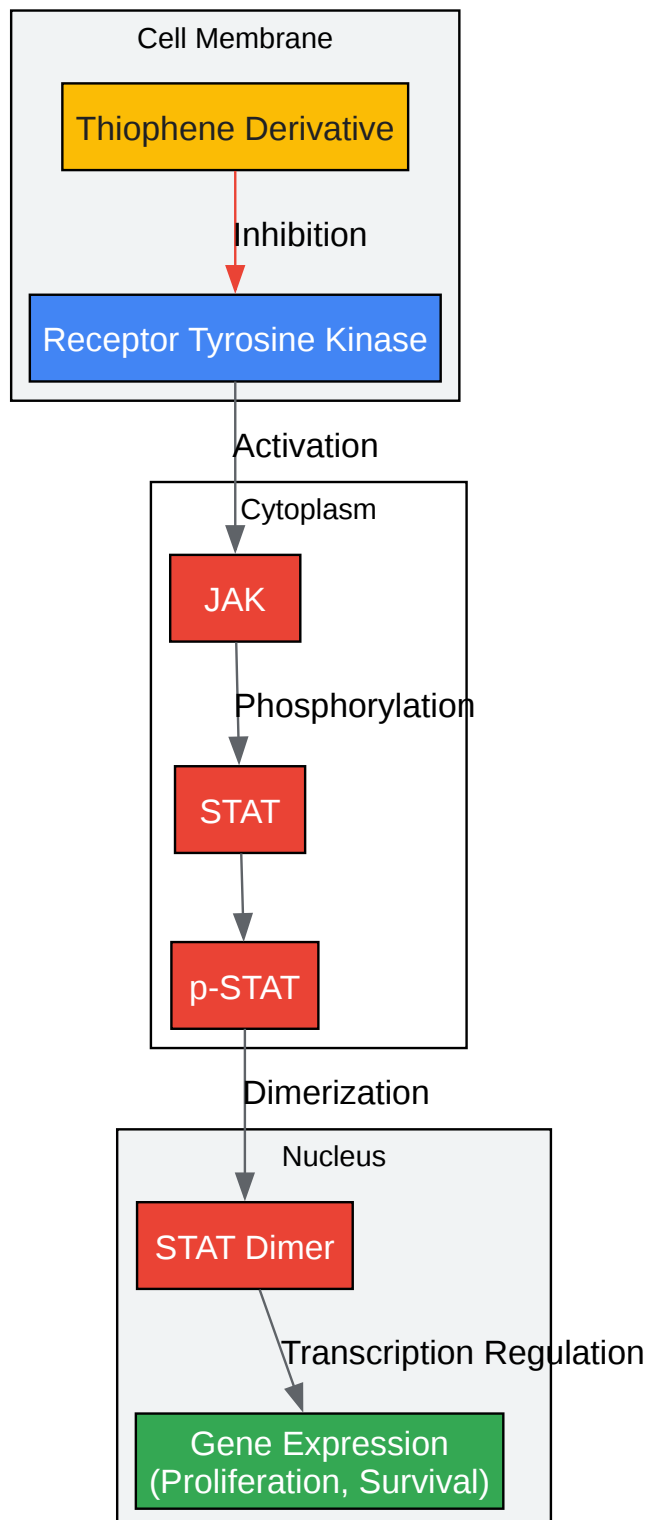 Cell Membrane
Thiophene Derivative
Inhibition
Receptor Tyrosine Kinase
Activation
Cytoplasm
JAK
Phosphorylation
STAT
p-STAT
Dimerization
Nucleus
STAT Dimer
Transcription Regulation
Gene Expression
(Proliferation, Survival)